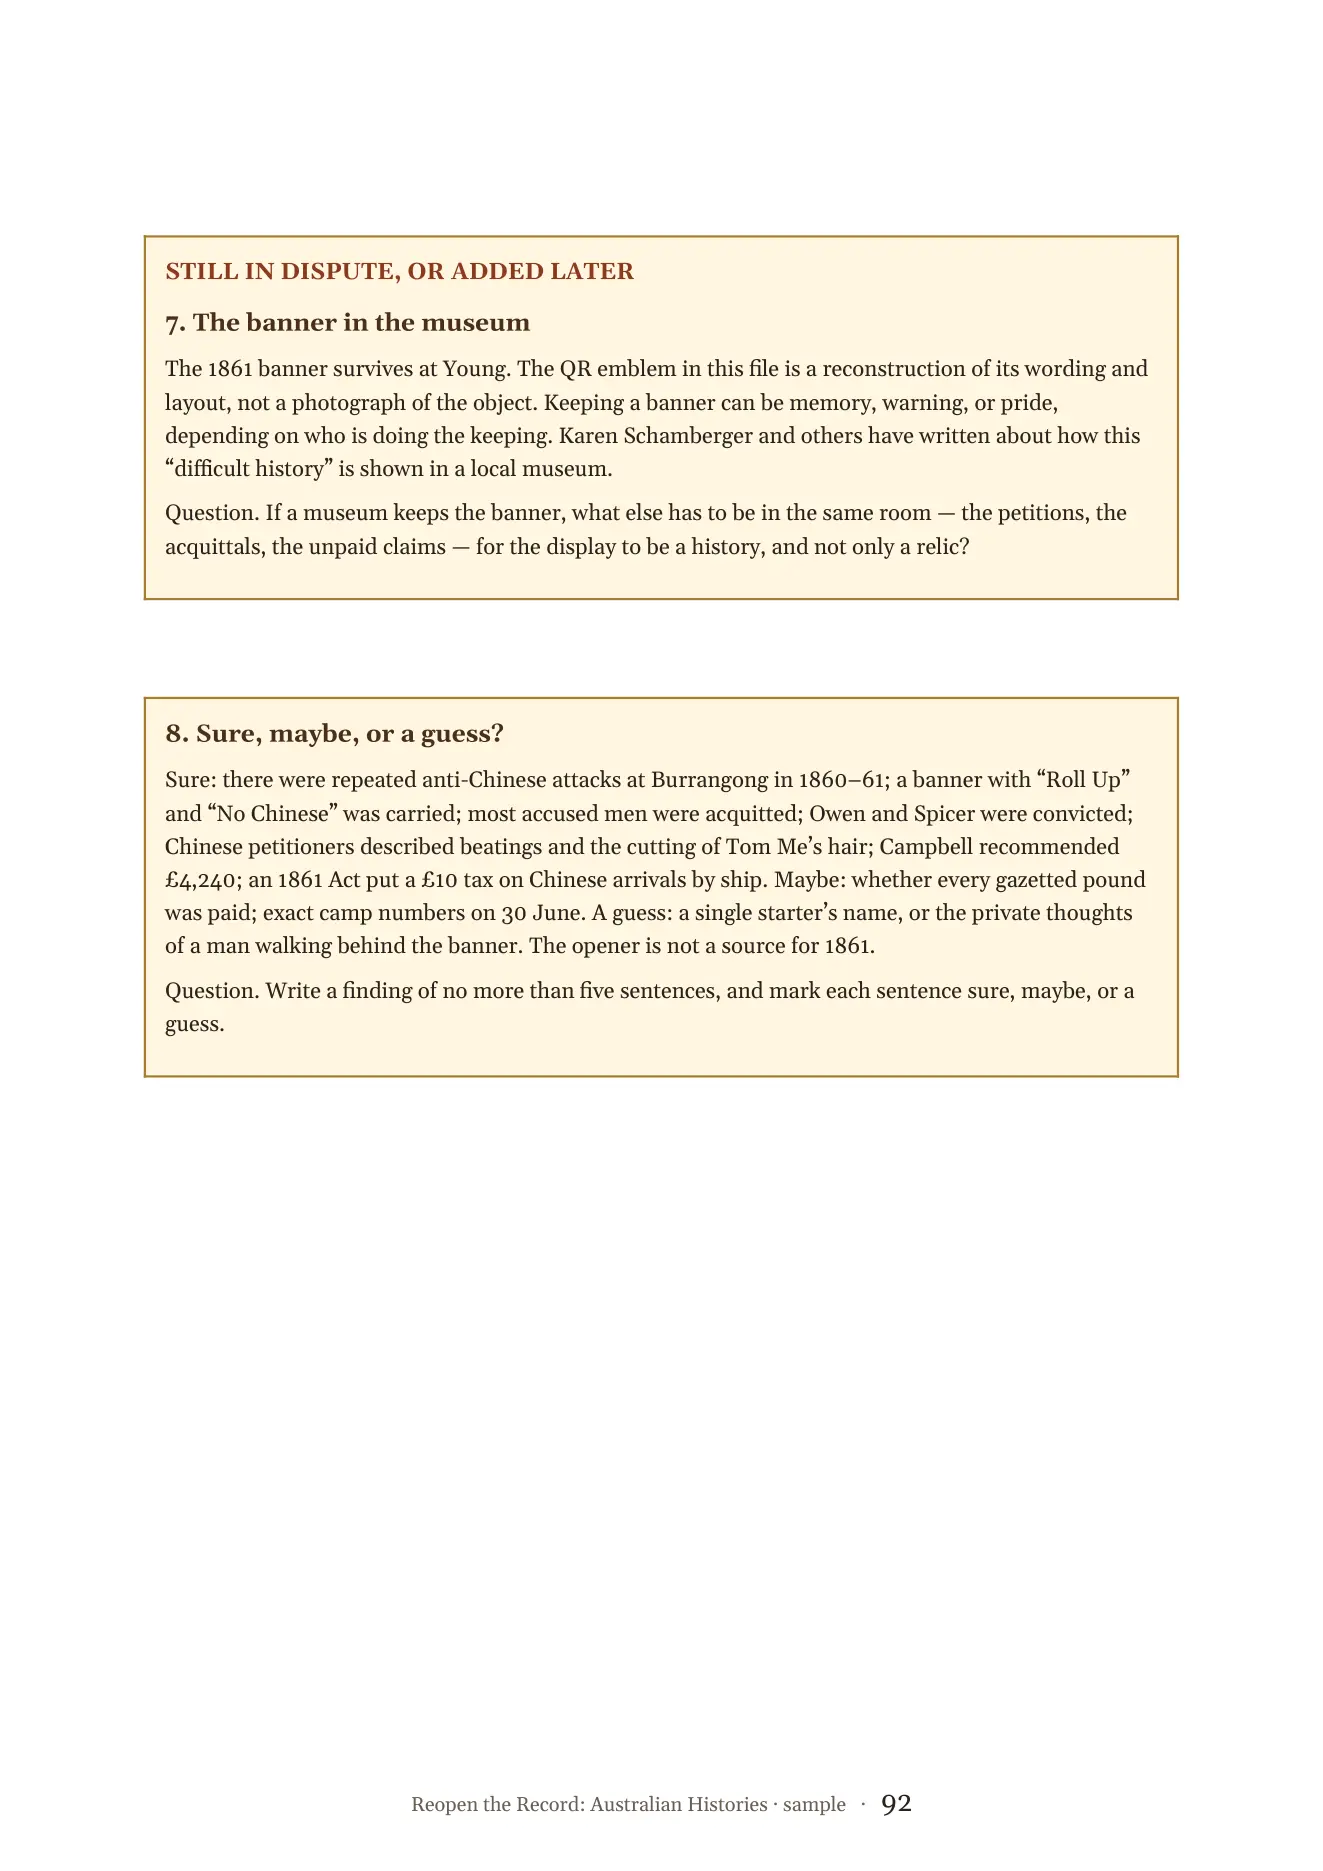 STILL IN DISPUTE, OR ADDED LATER
7. The banner in the museum
The 1861 banner survives at Young. The QR emblem in this file is a reconstruction of its wording and
layout, not a photograph of the object. Keeping a banner can be memory, warning, or pride,
depending on who is doing the keeping. Karen Schamberger and others have written about how this
“difficult history” is shown in a local museum.
Question. If a museum keeps the banner, what else has to be in the same room — the petitions, the
acquittals, the unpaid claims — for the display to be a history, and not only a relic?
8. Sure, maybe, or a guess?
Sure: there were repeated anti-Chinese attacks at Burrangong in 1860–61; a banner with “Roll Up”
and “No Chinese” was carried; most accused men were acquitted; Owen and Spicer were convicted;
Chinese petitioners described beatings and the cutting of Tom Me’s hair; Campbell recommended
£4,240; an 1861 Act put a £10 tax on Chinese arrivals by ship. Maybe: whether every gazetted pound
was paid; exact camp numbers on 30 June. A guess: a single starter’s name, or the private thoughts
of a man walking behind the banner. The opener is not a source for 1861.
Question. Write a finding of no more than five sentences, and mark each sentence sure, maybe, or a
guess.
Reopen the Record: Australian Histories · sample · 92